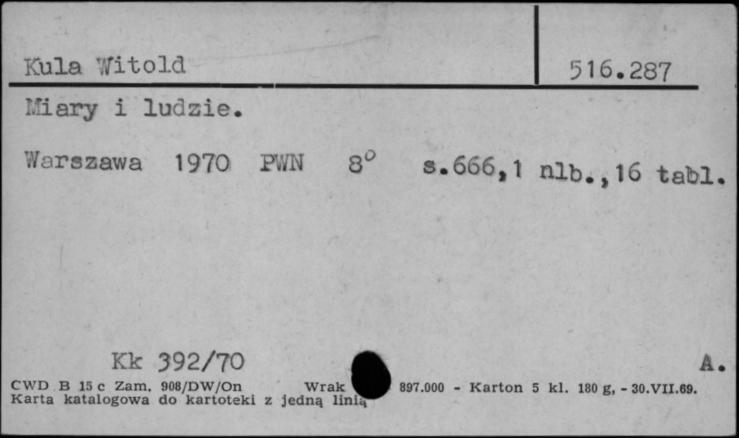 Kula Witold 516.287
Miary i ludzie.
Warszawa 1970 PWN 8° s.666,1 nlb.,16 tabl.
Kk 392/70 A.
CWD B 15 c Zam. 908/DW/On Wrak 897.000 - Karton 5 kl. 180 g, - 30.VII.69.
Karta katalogowa do kartoteki z jedną linią